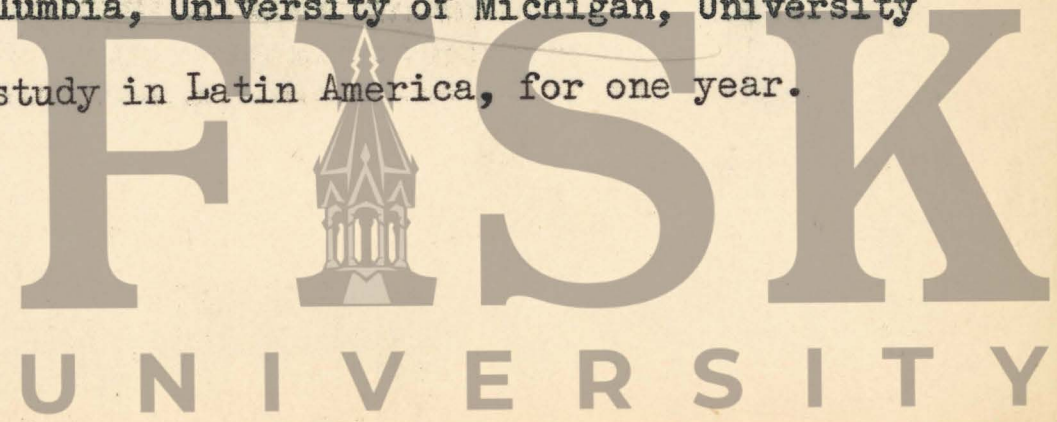 lumbia, University of Michigan, University
study in Latin America, for one year.
FISK
UNIVERSITY